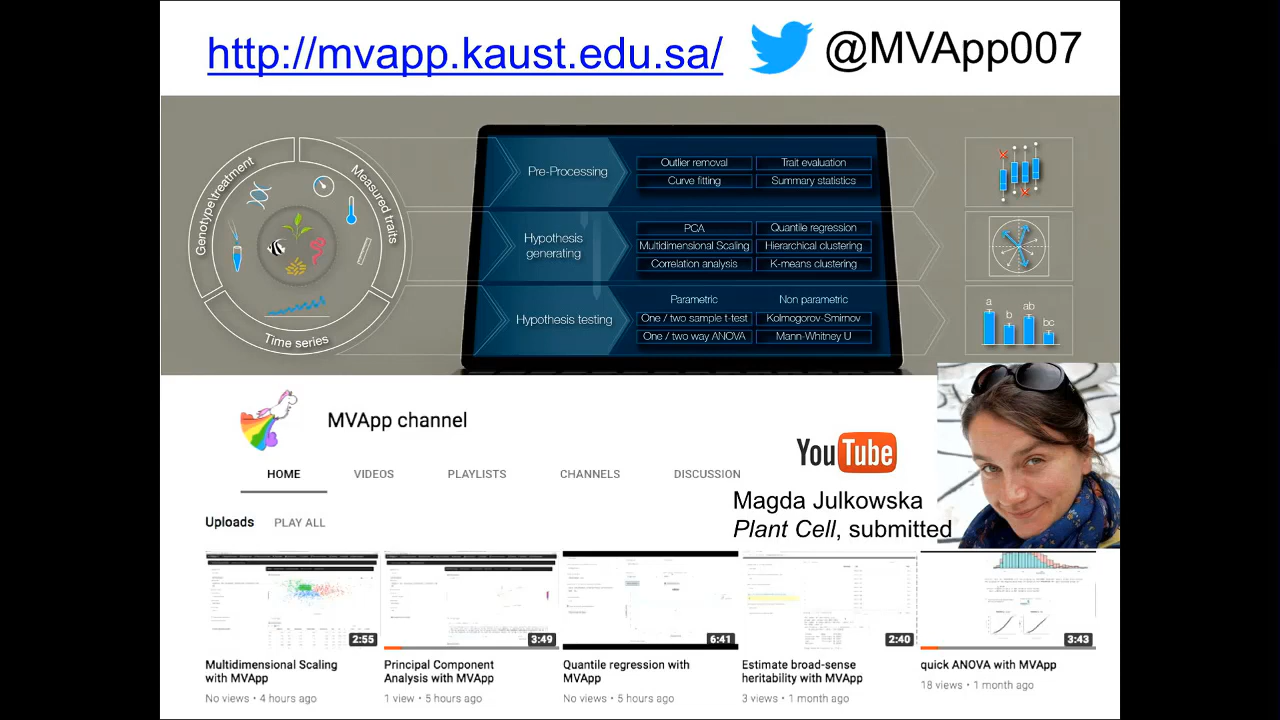 http://mvapp.kaust.edu.sa/ @MVApp007
Genotype\treatment
Measured traits
Time series
Pre-Processing
Outlier removal
Trait evaluation
Curve fitting
Summary statistics
Hypothesis
generating
PCA
Quantile regression
Multidimensional Scaling
Hierarchical clustering
Correlation analysis
K-means clustering
Hypothesis testing
Parametric
Non parametric
One / two sample t-test
Kolmogorov-Smirnov
One / two way ANOVA
Mann-Whitney U
a
b
ab
bc
MVApp channel
HOME VIDEOS PLAYLISTS CHANNELS DISCUSSION
YouTube
Magda Julkowska
Plant Cell, submitted
Uploads PLAY ALL
2:55
Multidimensional Scaling
with MVApp
No views • 4 hours ago
3:49
Principal Component
Analysis with MVApp
1 view • 5 hours ago
6:41
Quantile regression with
MVApp
No views • 5 hours ago
2:40
Estimate broad-sense
heritability with MVApp
3 views • 1 month ago
3:43
quick ANOVA with MVApp
18 views • 1 month ago